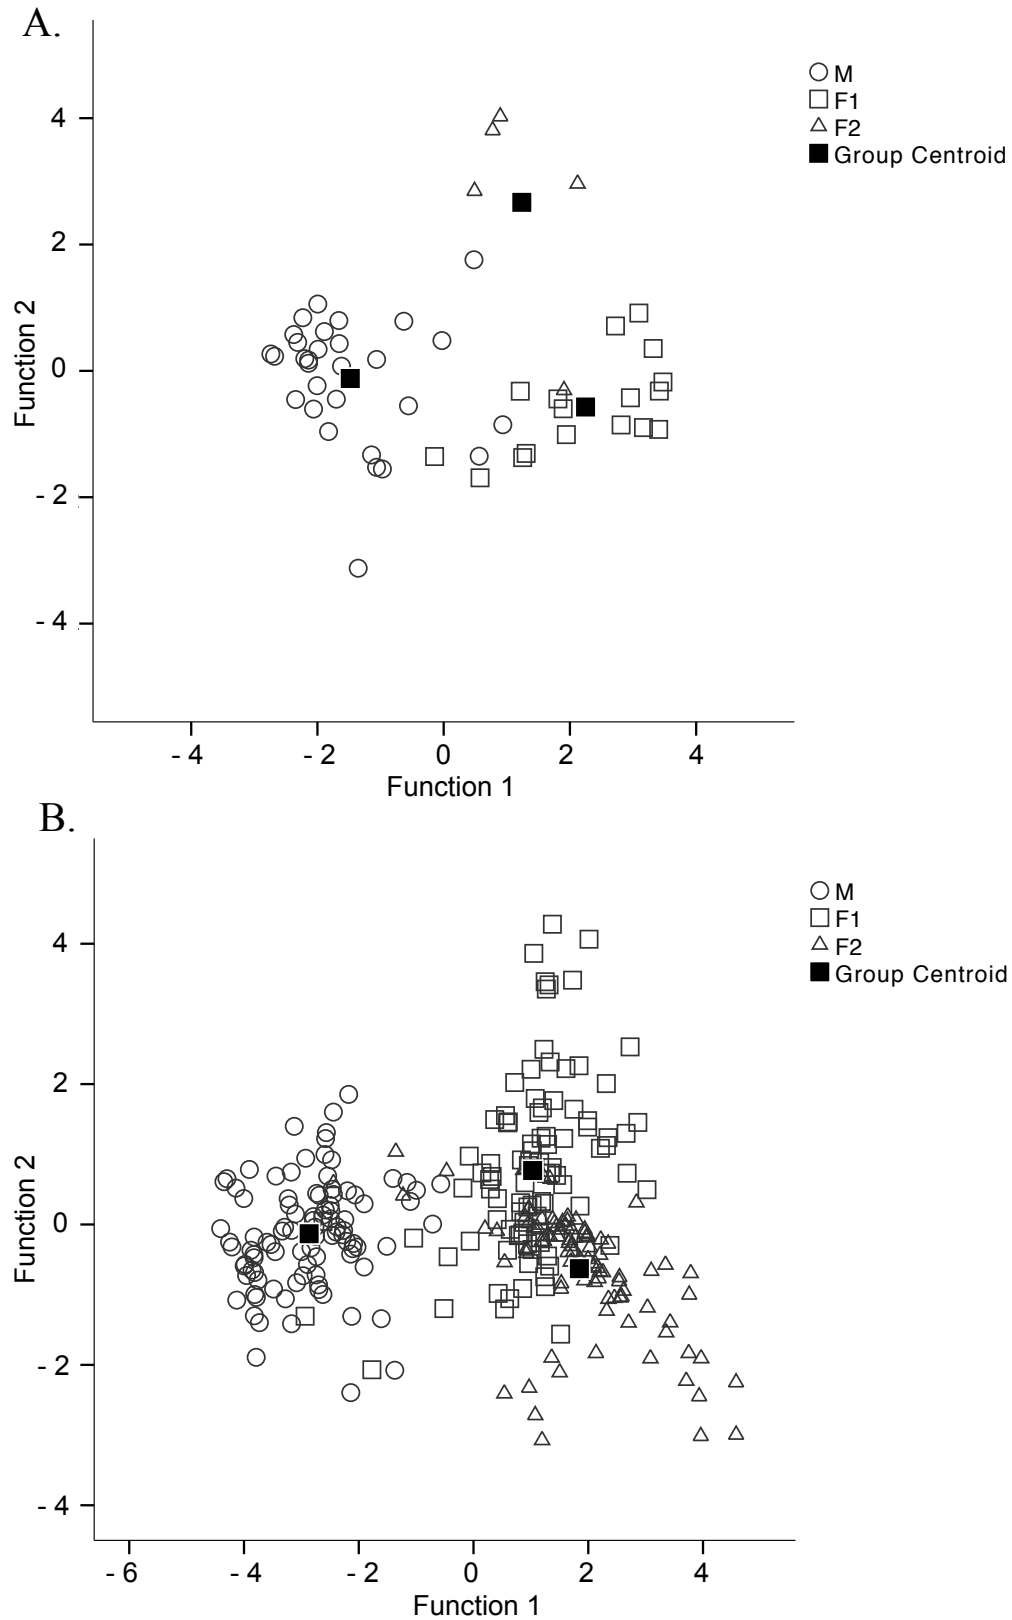 A.
M
F1
F2
Group Centroid
4
2
0
- 2
- 4
Function 2
- 4
- 2
0
2
4
Function 1
B.
M
F1
F2
Group Centroid
4
2
0
- 2
- 4
Function 2
- 6
- 4
- 2
0
2
4
Function 1